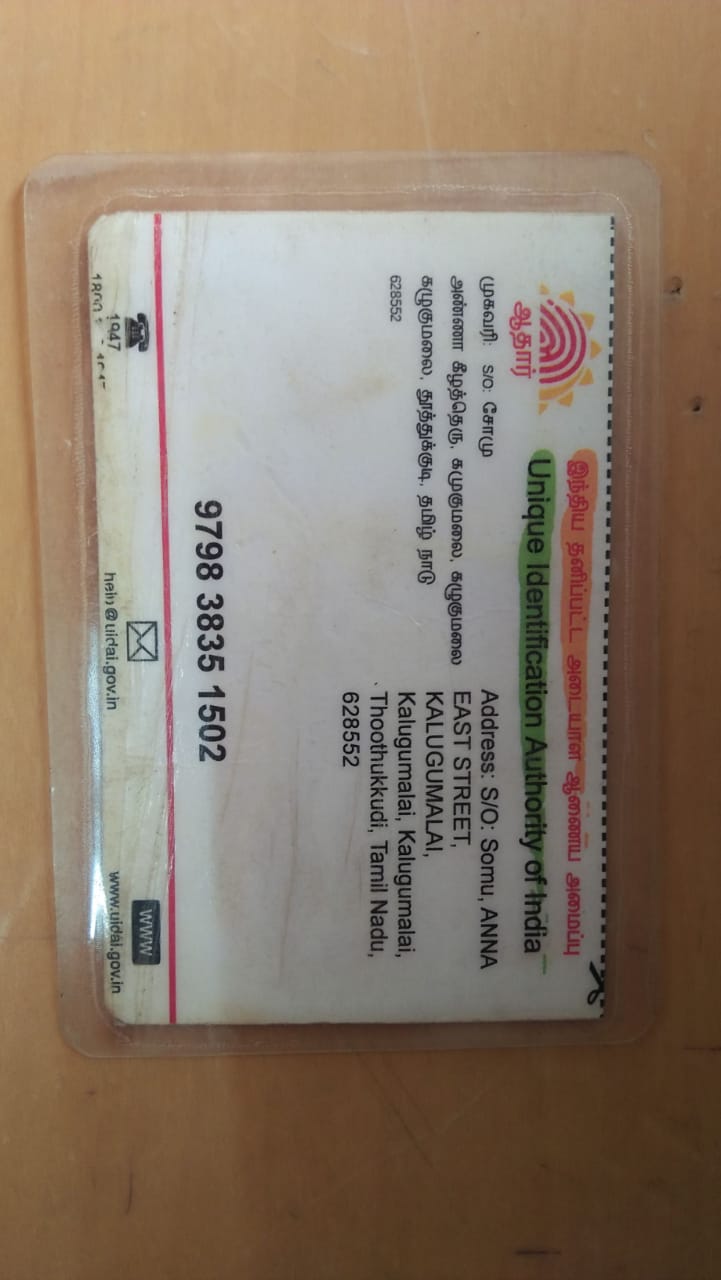 இந்திய தனிப்பட்ட அடையாள ஆணைய அமைப்பு
Unique Identification Authority of India
ஆதார்
முகவரி: S/O: சோமு
அண்ணா கீழத்தெரு, கமுகுமலை, கழுகுமலை
கழுகுமலை, தூத்துக்குடி, தமிழ் நாடு
628552
Address: S/O: Somu, ANNA
EAST STREET,
KALUGUMALAI,
Kalugumalai, Kalugumalai,
Thoothukkudi, Tamil Nadu,
628552
9798 3835 1502
1947
help@uidai.gov.in
WWW
www.uidai.gov.in